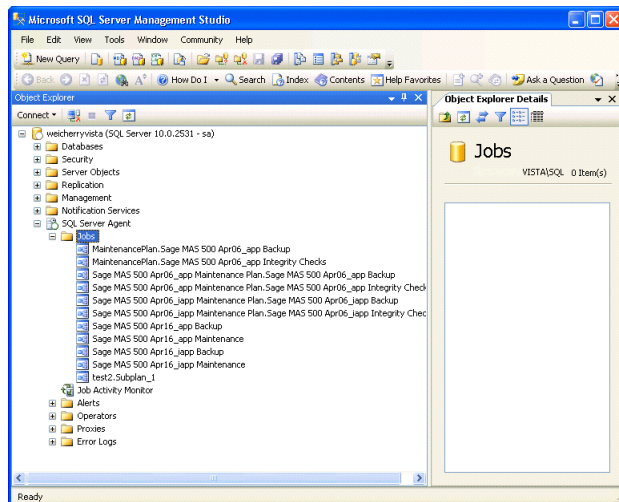 Microsoft SQL Server Management Studio
File Edit View Tools Window Community Help
New Query
Back How Do I Search Index Contents Help Favorites Ask a Question
Object Explorer
Connect
weicherryvista (SQL Server 10.0.2531 - sa)
Databases
Security
Server Objects
Replication
Management
Notification Services
SQL Server Agent
Jobs
MaintenancePlan.Sage MAS 500 Apr06_app Backup
MaintenancePlan.Sage MAS 500 Apr06_app Integrity Checks
Sage MAS 500 Apr06_app Maintenance Plan.Sage MAS 500 Apr06_app Backup
Sage MAS 500 Apr06_app Maintenance Plan.Sage MAS 500 Apr06_app Integrity Check
Sage MAS 500 Apr06_iapp Maintenance Plan.Sage MAS 500 Apr06_iapp Backup
Sage MAS 500 Apr06_iapp Maintenance Plan.Sage MAS 500 Apr06_iapp Integrity Chec
Sage MAS 500 Apr16_app Backup
Sage MAS 500 Apr16_app Maintenance
Sage MAS 500 Apr16_iapp Backup
Sage MAS 500 Apr16_iapp Maintenance
test2.Subplan_1
Job Activity Monitor
Alerts
Operators
Proxies
Error Logs
Object Explorer Details
Jobs
VISTA\SQL 0 Item(s)
Ready